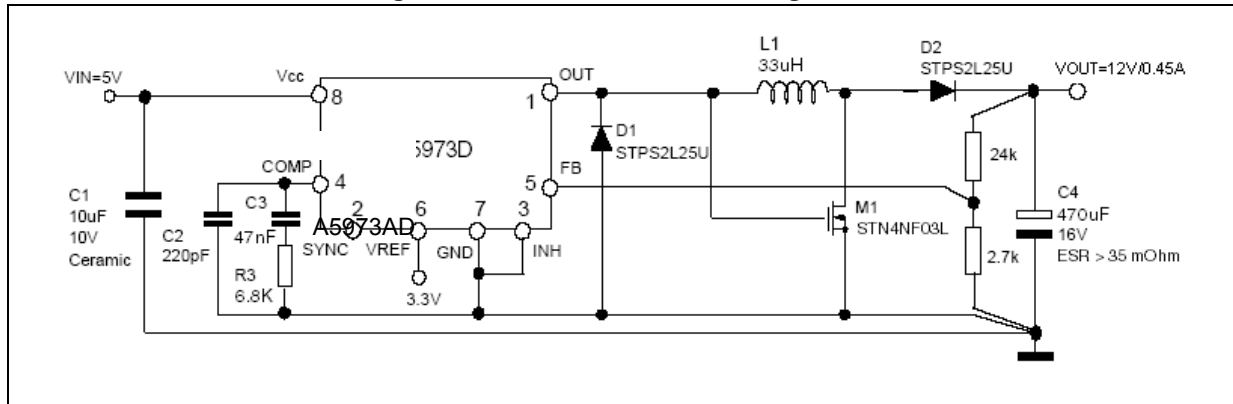 VIN=5V
Vcc
8
OUT
1
L1
33uH
D2
STPS2L25U
VOUT=12V/0.45A
D1
STPS2L25U
5973D
FB
5
COMP
4
24k
C1
10uF
10V
Ceramic
C2
220pF
C3
47nF
R3
6.8K
2
A5973AD
SYNC
6
VREF
3.3V
7
GND
3
INH
M1
STN4NF03L
2.7k
C4
470uF
16V
ESR > 35 mOhm